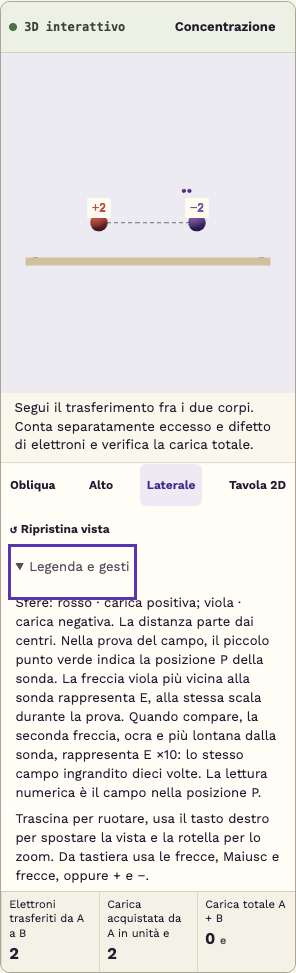 3D interattivo Concentrazione
+2 −2
Segui il trasferimento fra i due corpi.
Conta separatamente eccesso e difetto
di elettroni e verifica la carica totale.
Obliqua Alto Laterale Tavola 2D
↺ Ripristina vista
▼ Legenda e gesti
Sfere: rosso · carica positiva; viola ·
carica negativa. La distanza parte dai
centri. Nella prova del campo, il piccolo
punto verde indica la posizione P della
sonda. La freccia viola più vicina alla
sonda rappresenta E, alla stessa scala
durante la prova. Quando compare, la
seconda freccia, ocra e più lontana dalla
sonda, rappresenta E ×10: lo stesso
campo ingrandito dieci volte. La lettura
numerica è il campo nella posizione P.
Trascina per ruotare, usa il tasto destro
per spostare la vista e la rotella per lo
zoom. Da tastiera usa le frecce, Maiusc e
frecce, oppure + e −.
Elettroni
trasferiti da A
a B
2
Carica
acquistata da
A in unità e
2
Carica totale A
+ B
0 e